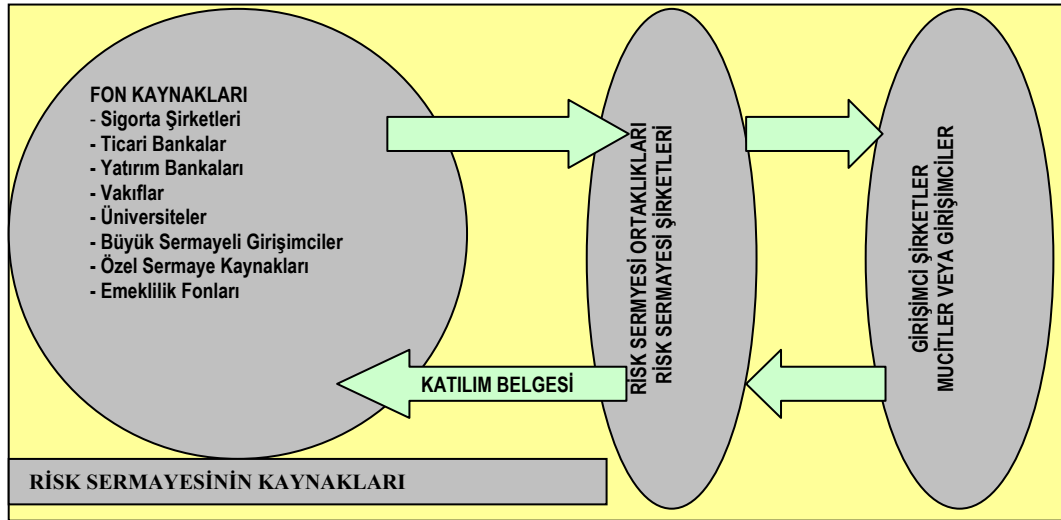 FON KAYNAKLARI
- Sigorta Şirketleri
- Ticari Bankalar
- Yatırım Bankaları
- Vakıflar
- Üniversiteler
- Büyük Sermayeli Girişimciler
- Özel Sermaye Kaynakları
- Emeklilik Fonları
KATILIM BELGESİ
RİSK SERMYESİ ORTAKLIKLARI
RİSK SERMAYESİ ŞİRKETLERİ
GİRİŞİMCİ ŞİRKETLER
MUCİTLER VEYA GİRİŞİMCİLER
RİSK SERMAYESİNİN KAYNAKLARI